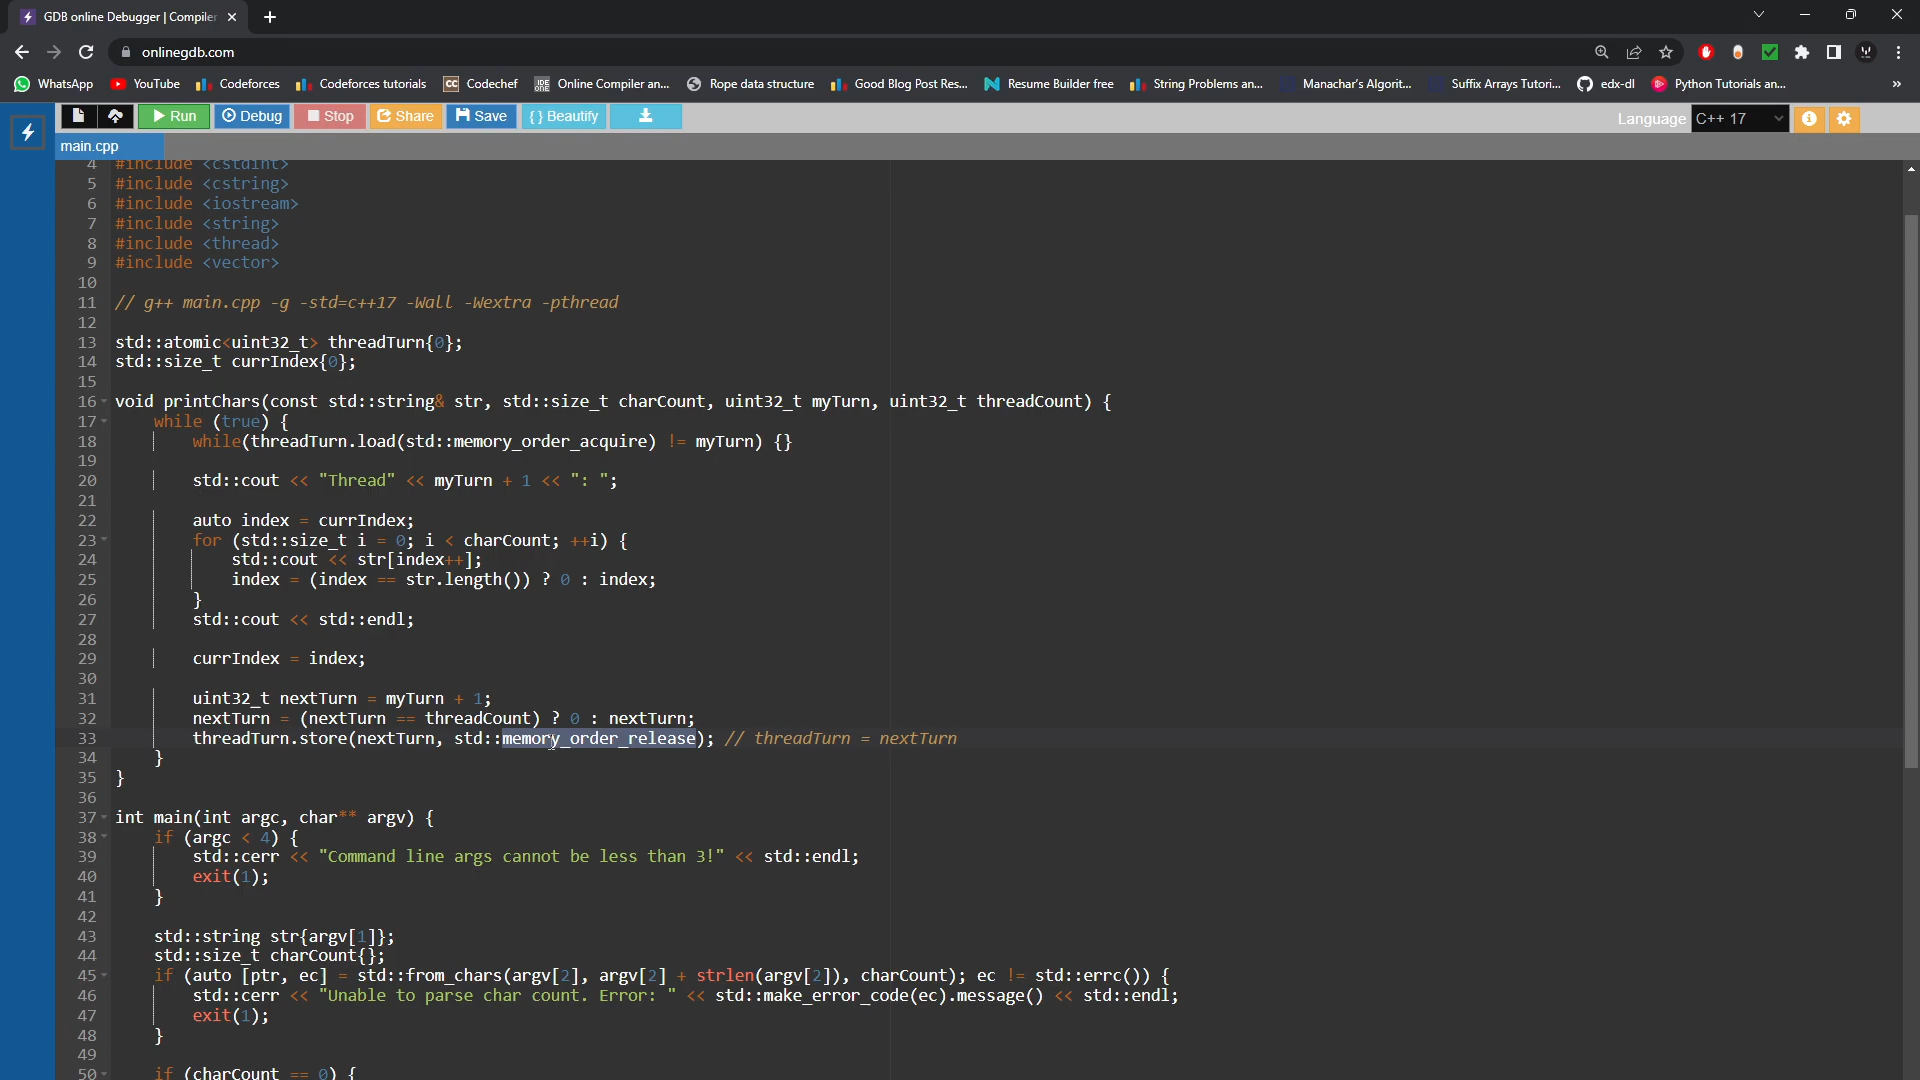 GDB online Debugger | Compiler
onlinegdb.com
WhatsApp YouTube Codeforces Codeforces tutorials Codechef Online Compiler an... Rope data structure Good Blog Post Res... Resume Builder free String Problems an... Manachar's Algorit... Suffix Arrays Tutori... edx-dl Python Tutorials an... »
Run Debug Stop Share Save {} Beautify Language C++ 17
main.cpp
4 #include <cstdint>
5 #include <cstring>
6 #include <iostream>
7 #include <string>
8 #include <thread>
9 #include <vector>
10
11 // g++ main.cpp -g -std=c++17 -Wall -Wextra -pthread
12
13 std::atomic<uint32_t> threadTurn{0};
14 std::size_t currIndex{0};
15
16 void printChars(const std::string& str, std::size_t charCount, uint32_t myTurn, uint32_t threadCount) {
17 while (true) {
18 while(threadTurn.load(std::memory_order_acquire) != myTurn) {}
19
20 std::cout << "Thread" << myTurn + 1 << ": ";
21
22 auto index = currIndex;
23 for (std::size_t i = 0; i < charCount; ++i) {
24 std::cout << str[index++];
25 index = (index == str.length()) ? 0 : index;
26 }
27 std::cout << std::endl;
28
29 currIndex = index;
30
31 uint32_t nextTurn = myTurn + 1;
32 nextTurn = (nextTurn == threadCount) ? 0 : nextTurn;
33 threadTurn.store(nextTurn, std::memory_order_release); // threadTurn = nextTurn
34 }
35 }
36
37 int main(int argc, char** argv) {
38 if (argc < 4) {
39 std::cerr << "Command line args cannot be less than 3!" << std::endl;
40 exit(1);
41 }
42
43 std::string str{argv[1]};
44 std::size_t charCount{};
45 if (auto [ptr, ec] = std::from_chars(argv[2], argv[2] + strlen(argv[2]), charCount); ec != std::errc()) {
46 std::cerr << "Unable to parse char count. Error: " << std::make_error_code(ec).message() << std::endl;
47 exit(1);
48 }
49
50 if (charCount == 0) {